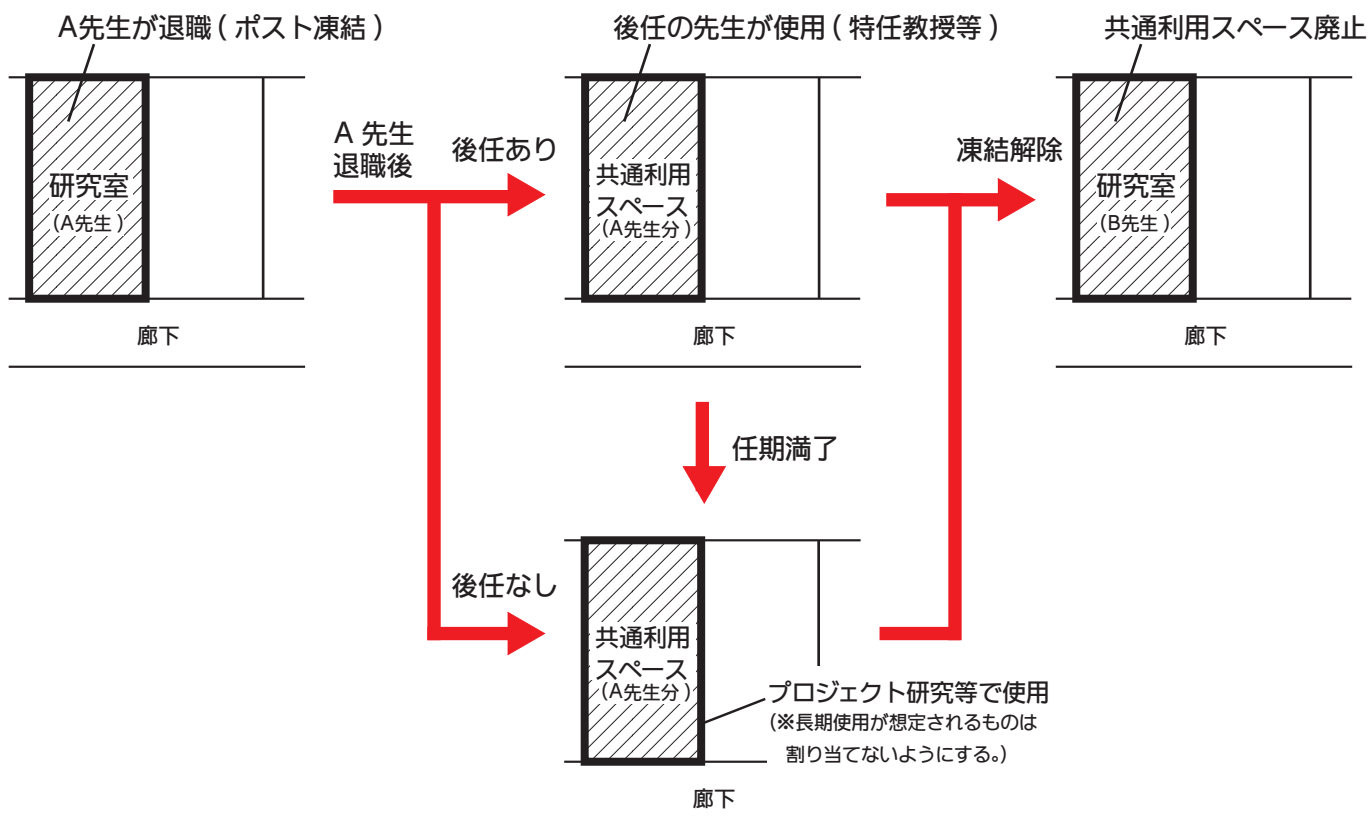 A先生が退職 ( ポスト凍結 )
後任の先生が使用 ( 特任教授等 )
共通利用スペース廃止
A 先生
退職後
後任あり
凍結解除
研究室
(A先生 )
共通利用
スペース
(A先生分 )
研究室
(B先生 )
廊下
廊下
廊下
任期満了
後任なし
共通利用
スペース
(A先生分 )
プロジェクト研究等で使用
(※長期使用が想定されるものは
割り当てないようにする。)
廊下